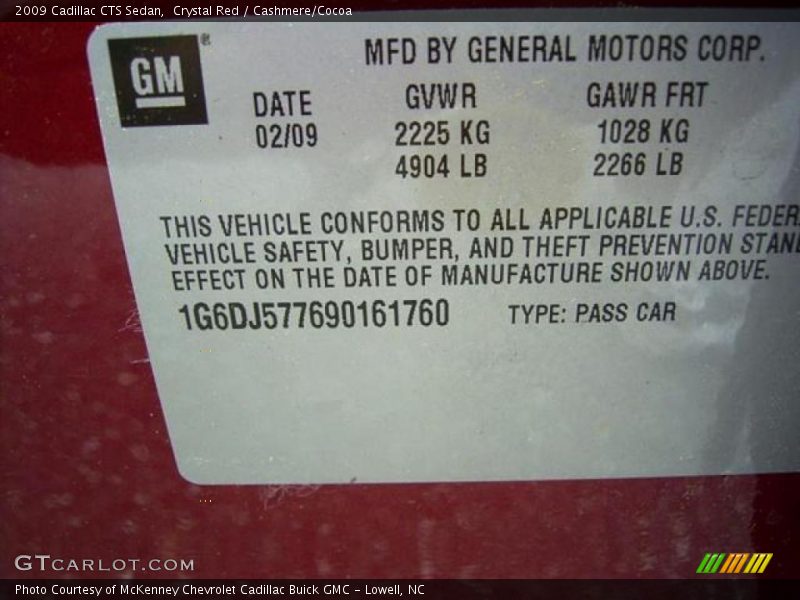 2009 Cadillac CTS Sedan, Crystal Red / Cashmere/Cocoa
GM
MFD BY GENERAL MOTORS CORP.
DATE GVWR GAWR FRT
02/09 2225 KG 1028 KG
4904 LB 2266 LB
THIS VEHICLE CONFORMS TO ALL APPLICABLE U.S. FEDER
VEHICLE SAFETY, BUMPER, AND THEFT PREVENTION STAND
EFFECT ON THE DATE OF MANUFACTURE SHOWN ABOVE.
1G6DJ577690161760 TYPE: PASS CAR
GTCARLOT.COM
Photo Courtesy of McKenney Chevrolet Cadillac Buick GMC - Lowell, NC